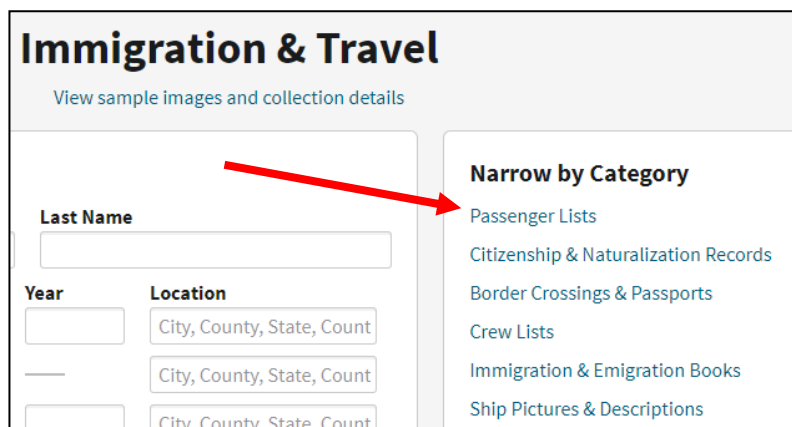 Immigration & Travel
View sample images and collection details
Last Name
Year Location
City, County, State, Count
City, County, State, Count
City, County, State, Count
Narrow by Category
Passenger Lists
Citizenship & Naturalization Records
Border Crossings & Passports
Crew Lists
Immigration & Emigration Books
Ship Pictures & Descriptions